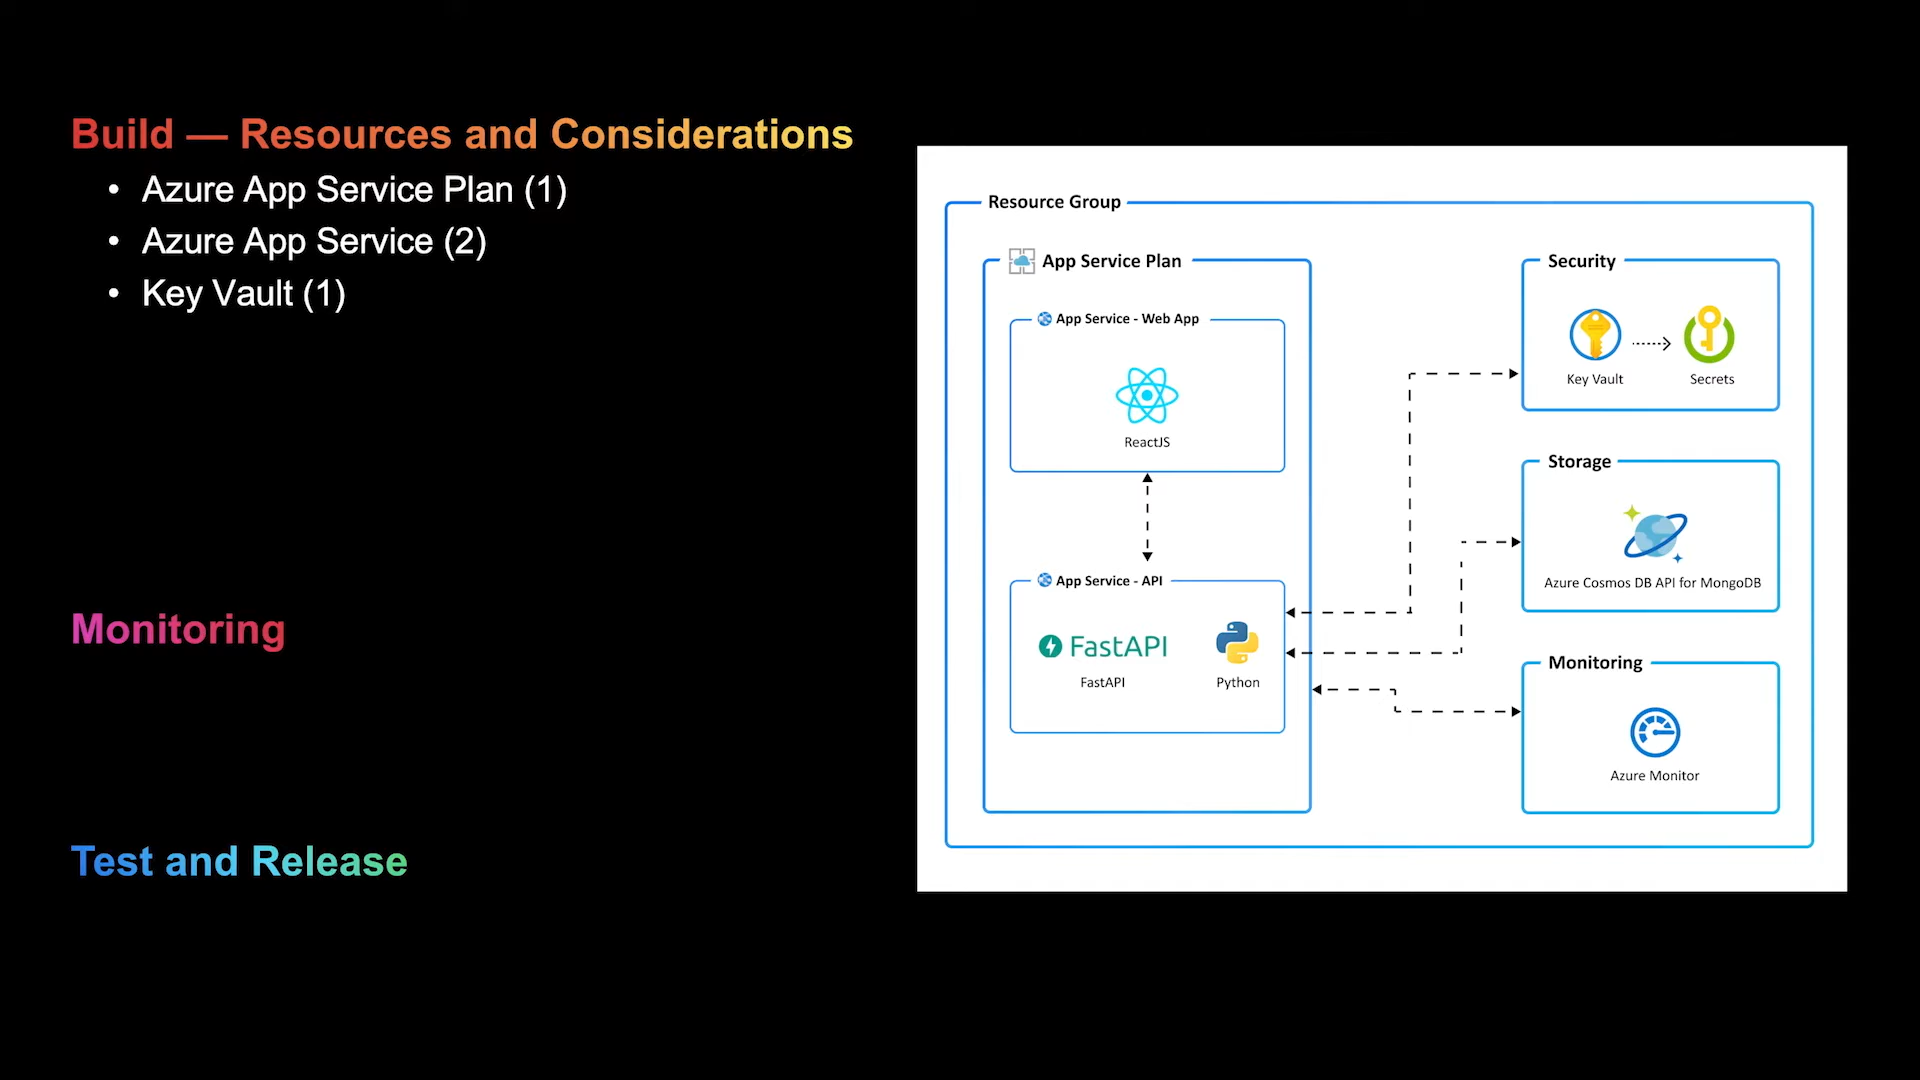 Build — Resources and Considerations
• Azure App Service Plan (1)
• Azure App Service (2)
• Key Vault (1)
Monitoring
Test and Release
Resource Group
App Service Plan
App Service - Web App
ReactJS
App Service - API
FastAPI
FastAPI
Python
Security
Key Vault
Secrets
Storage
Azure Cosmos DB API for MongoDB
Monitoring
Azure Monitor